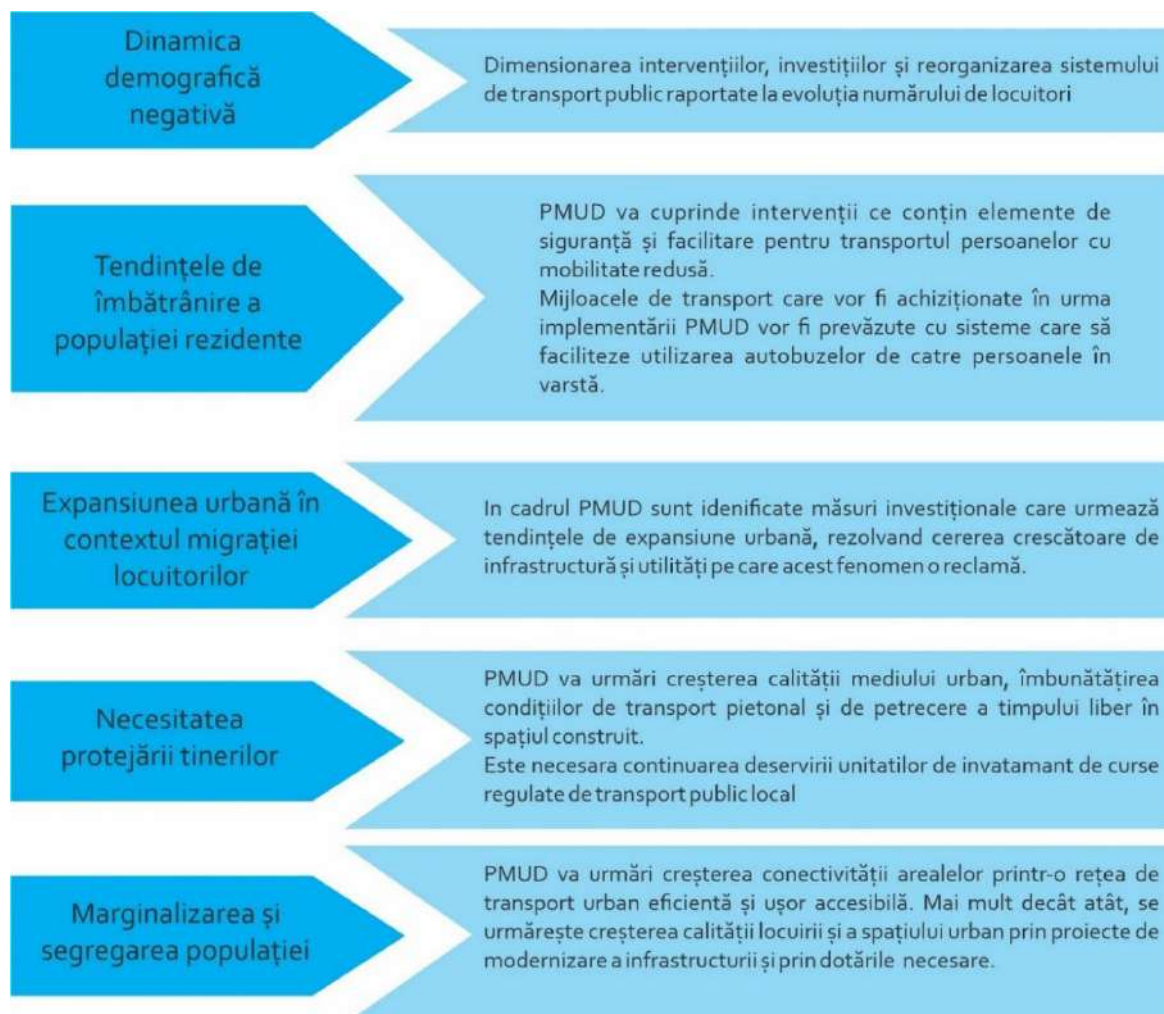 Dinamica
demografică
negativă
Dimensionarea intervențiilor, investițiilor și reorganizarea sistemului
de transport public raportate la evoluția numărului de locuitori
Tendințele de
îmbătrânire a
populației rezidente
PMUD va cuprinde intervenții ce conțin elemente de
siguranță și facilitare pentru transportul persoanelor cu
mobilitate redusă.
Mijloacele de transport care vor fi achiziționate în urma
implementării PMUD vor fi prevăzute cu sisteme care să
faciliteze utilizarea autobuzelor de catre persoanele în
varstă.
Expansiunea urbană în
contextul migrației
locuitorilor
In cadrul PMUD sunt idenificate măsuri investiționale care urmează
tendințele de expansiune urbană, rezolvand cererea crescătoare de
infrastructură și utilități pe care acest fenomen o reclamă.
Necesitatea
protejării tinerilor
PMUD va urmări creșterea calității mediului urban, îmbunătățirea
condițiilor de transport pietonal și de petrecere a timpului liber în
spațiul construit.
Este necesara continuarea deservirii unitatilor de invatamant de curse
regulate de transport public local
Marginalizarea și
segregarea populației
PMUD va urmări creșterea conectivității arealelor printr-o rețea de
transport urban eficientă și ușor accesibilă. Mai mult decât atât, se
urmărește creșterea calității locuirii și a spațiului urban prin proiecte de
modernizare a infrastructurii și prin dotările necesare.